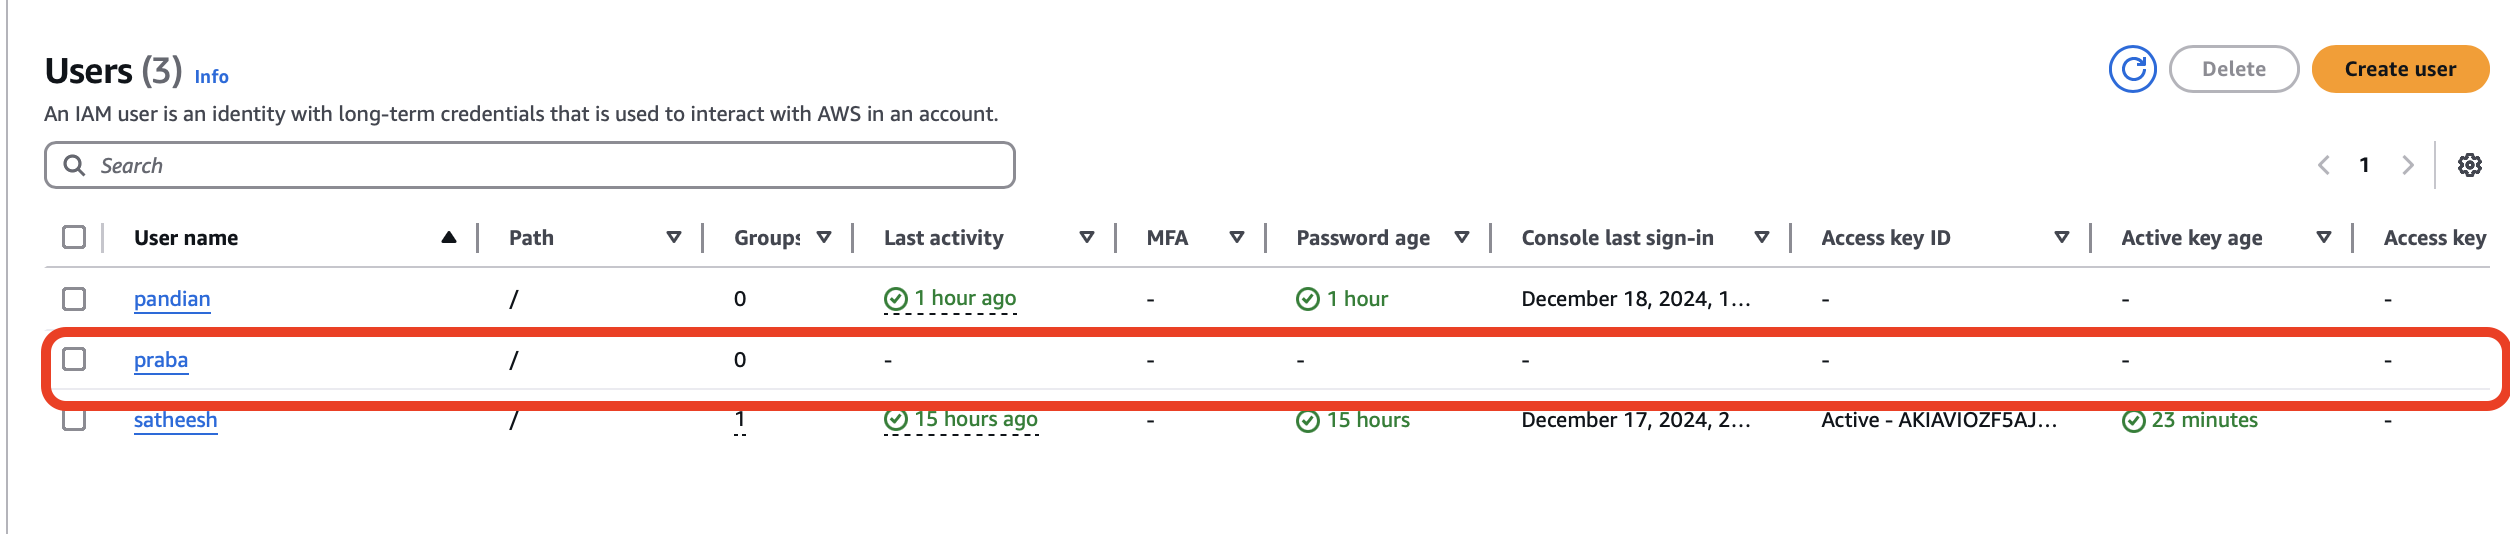 Users (3) Info
Delete
Create user
An IAM user is an identity with long-term credentials that is used to interact with AWS in an account.
Search
1
User name Path Groups Last activity MFA Password age Console last sign-in Access key ID Active key age Access key
pandian / 0 1 hour ago - 1 hour December 18, 2024, 1... - - -
praba / 0 - - - - - - -
satheesh / 1 15 hours ago - 15 hours December 17, 2024, 2... Active - AKIAVIOZF5AJ... 23 minutes -